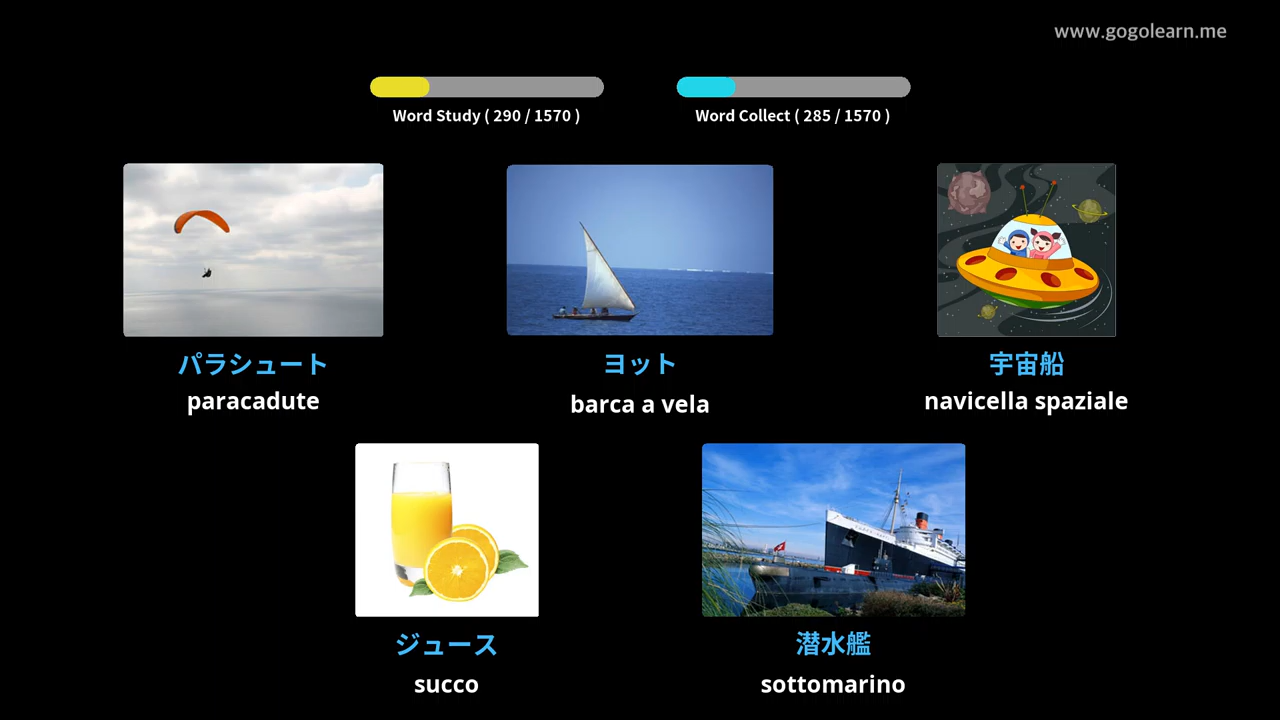 www.gogolearn.me
Word Study ( 290 / 1570 )
Word Collect ( 285 / 1570 )
パラシュート
paracadute
ヨット
barca a vela
宇宙船
navicella spaziale
ジュース
succo
潜水艦
sottomarino